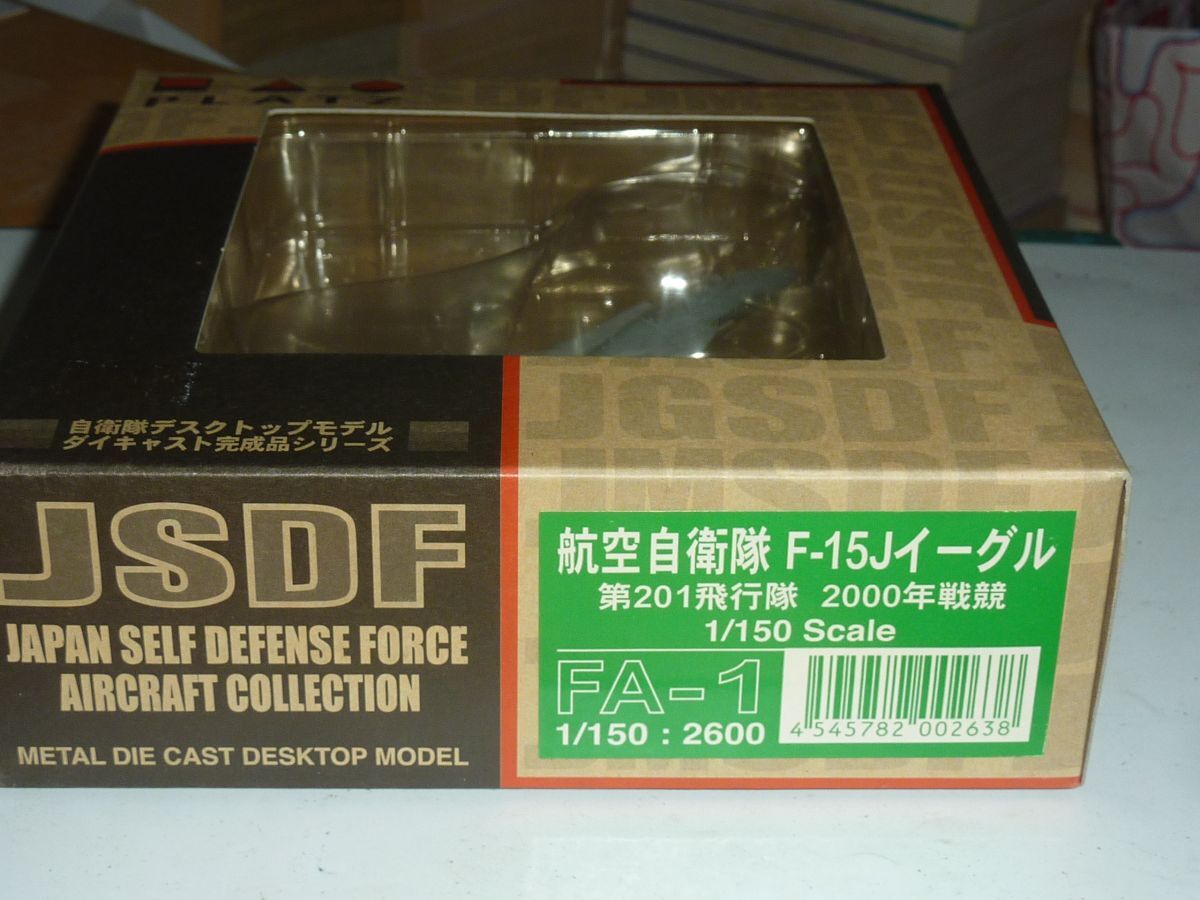 PLATZ
JASDF
JGSDF
JMSDF
自衛隊デスクトップモデル
ダイキャスト完成品シリーズ
JSDF
JAPAN SELF DEFENSE FORCE
AIRCRAFT COLLECTION
METAL DIE CAST DESKTOP MODEL
航空自衛隊 F-15Jイーグル
第201飛行隊 2000年戦競
1/150 Scale
FA-1
1/150 : 2600
4 545782 002638